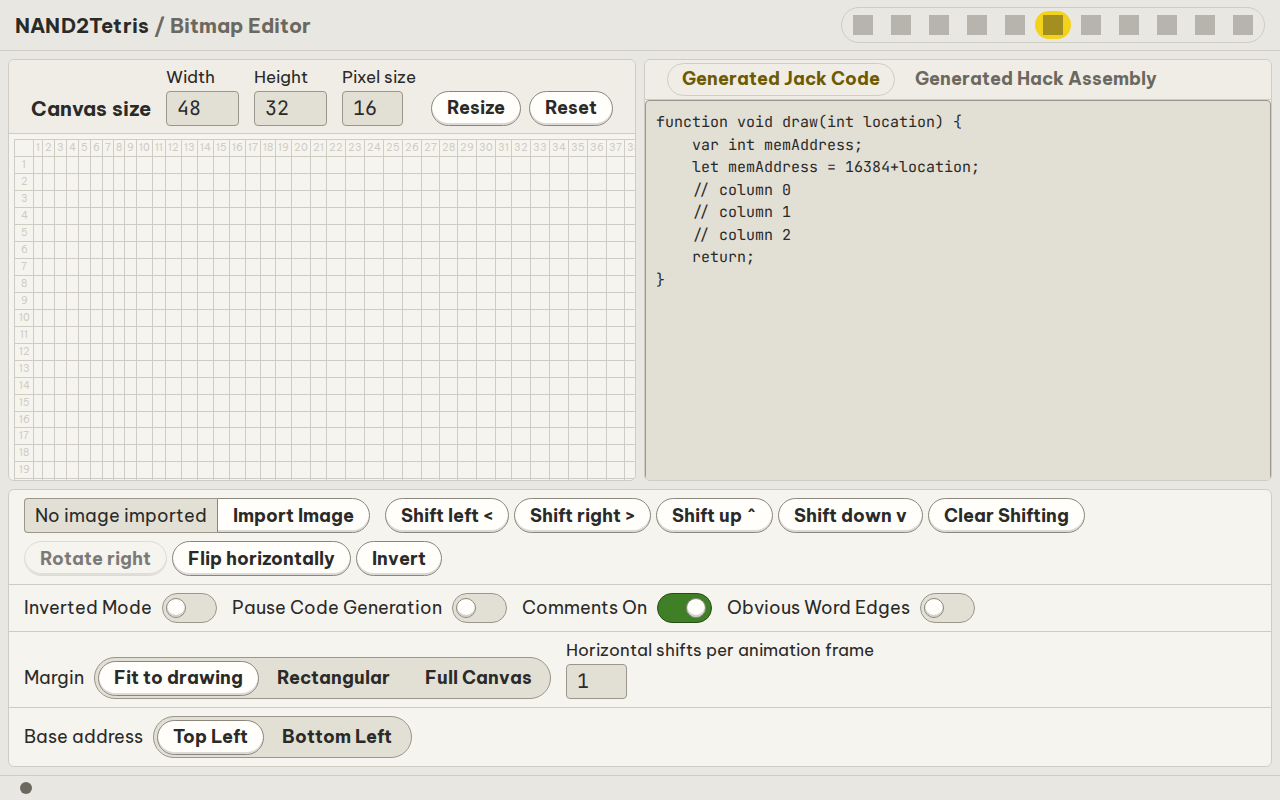 NAND2Tetris / Bitmap Editor
Canvas size
Width
48
Height
32
Pixel size
16
Resize
Reset
1 2 3 4 5 6 7 8 9 10 11 12 13 14 15 16 17 18 19 20 21 22 23 24 25 26 27 28 29 30 31 32 33 34 35 36 37
1
2
3
4
5
6
7
8
9
10
11
12
13
14
15
16
17
18
19
Generated Jack Code
Generated Hack Assembly
function void draw(int location) {
var int memAddress;
let memAddress = 16384+location;
// column 0
// column 1
// column 2
return;
}
No image imported
Import Image
Shift left <
Shift right >
Shift up ^
Shift down v
Clear Shifting
Rotate right
Flip horizontally
Invert
Inverted Mode
Pause Code Generation
Comments On
Obvious Word Edges
Margin
Fit to drawing
Rectangular
Full Canvas
Horizontal shifts per animation frame
1
Base address
Top Left
Bottom Left